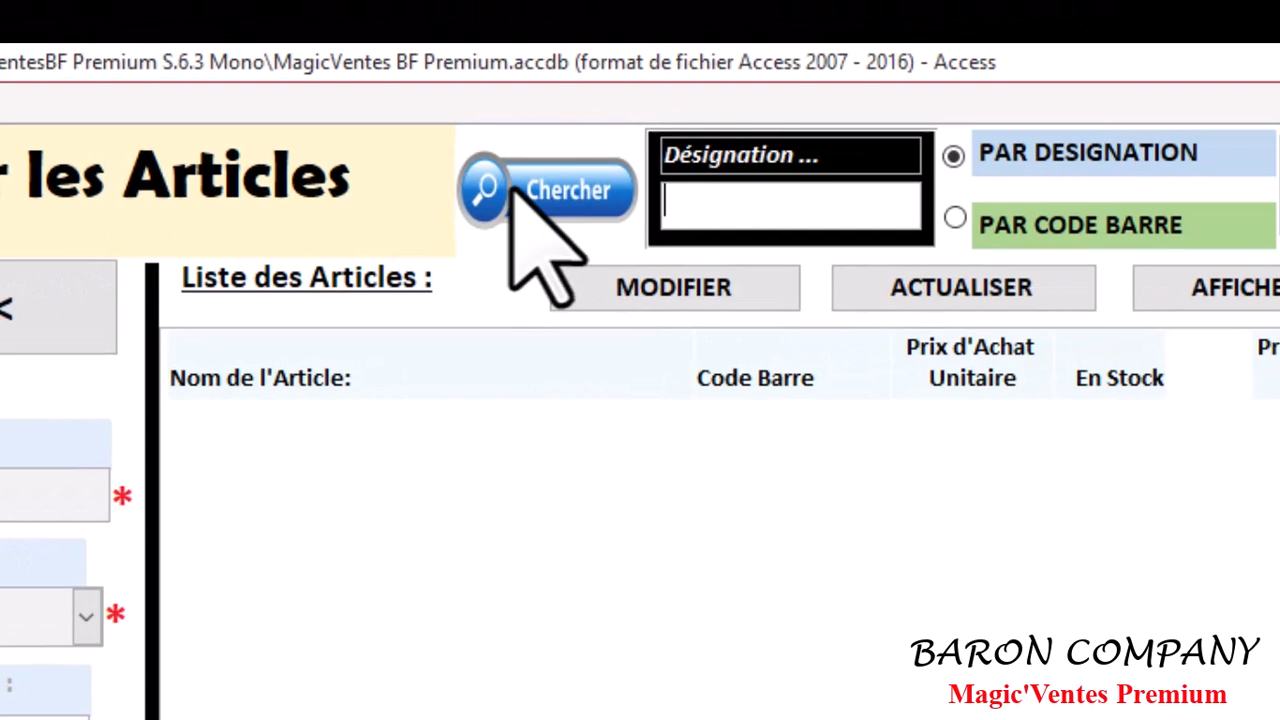 entesBF Premium S.6.3 Mono\MagicVentes BF Premium.accdb (format de fichier Access 2007 - 2016) - Access
r les Articles
Chercher
Désignation ...
PAR DESIGNATION
PAR CODE BARRE
<
Liste des Articles :
MODIFIER
ACTUALISER
AFFICHE
Nom de l'Article:
Code Barre
Prix d'Achat
Unitaire
En Stock
Pr
*
*
:
BARON COMPANY
Magic'Ventes Premium